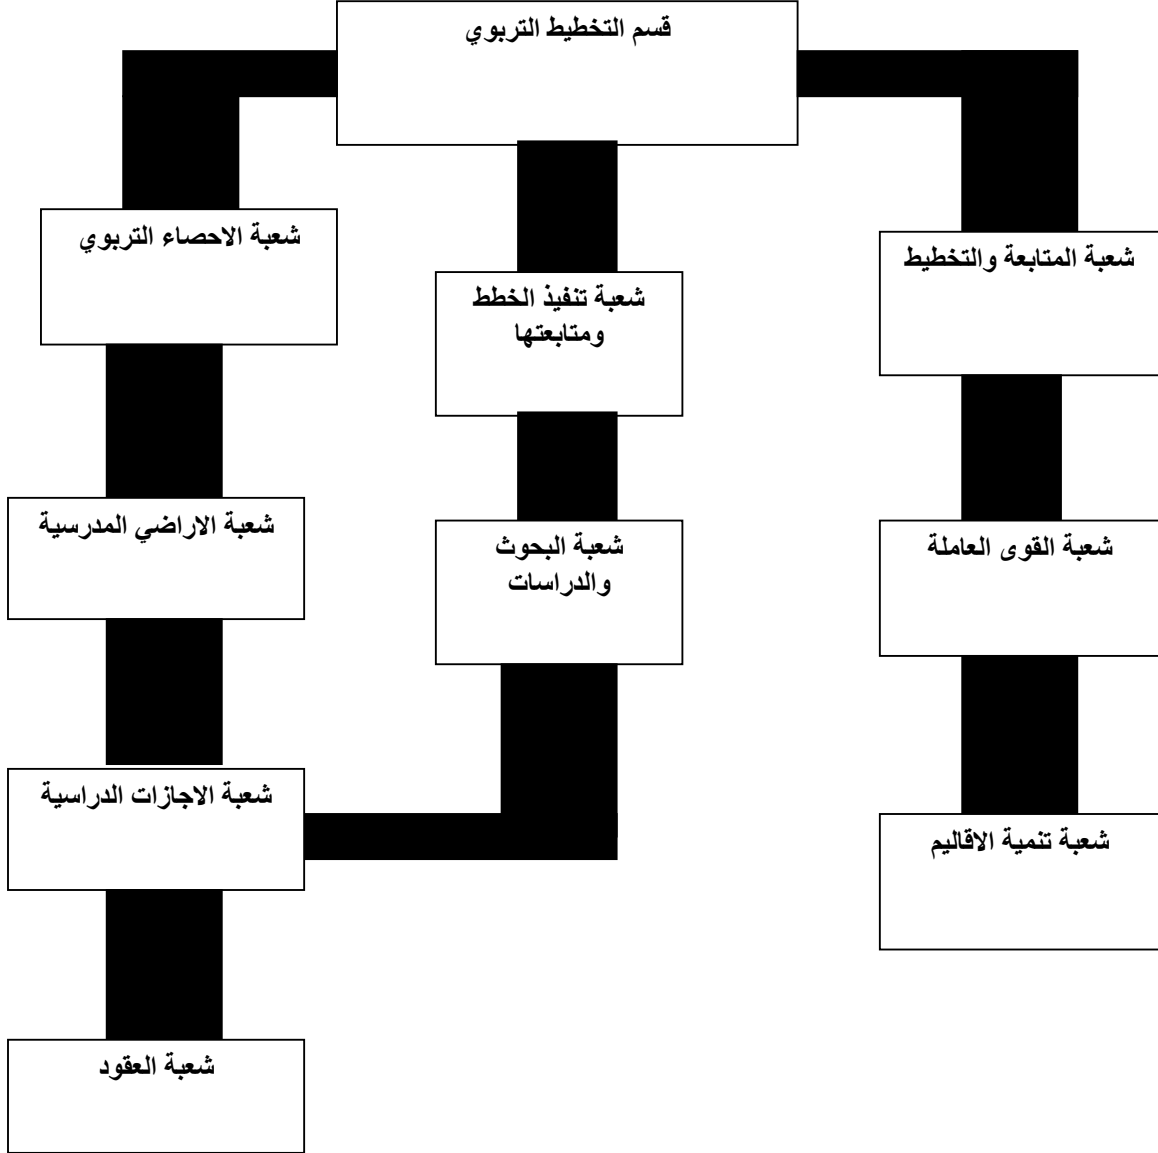 قسم التخطيط التربوي
شعبة المتابعة والتخطيط
شعبة تنفيذ الخطط
ومتابعتها
شعبة الاحصاء التربوي
شعبة القوى العاملة
شعبة البحوث
والدراسات
شعبة الاراضي المدرسية
شعبة تنمية الاقاليم
شعبة الاجازات الدراسية
شعبة العقود